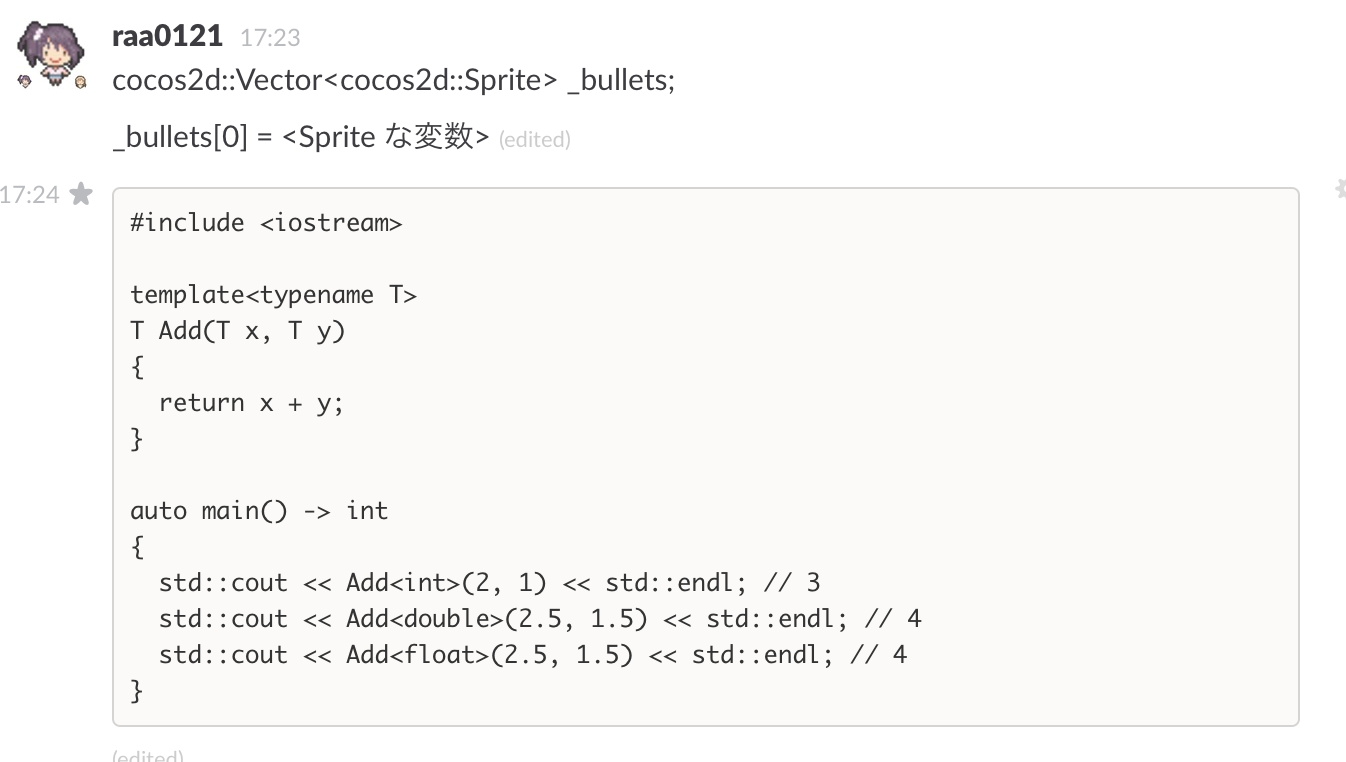 raa0121 17:23
cocos2d::Vector<cocos2d::Sprite> _bullets;
_bullets[0] = <Sprite な変数> (edited)
17:24
#include <iostream>
template<typename T>
T Add(T x, T y)
{
  return x + y;
}
auto main() -> int
{
  std::cout << Add<int>(2, 1) << std::endl; // 3
  std::cout << Add<double>(2.5, 1.5) << std::endl; // 4
  std::cout << Add<float>(2.5, 1.5) << std::endl; // 4
}
(edited)